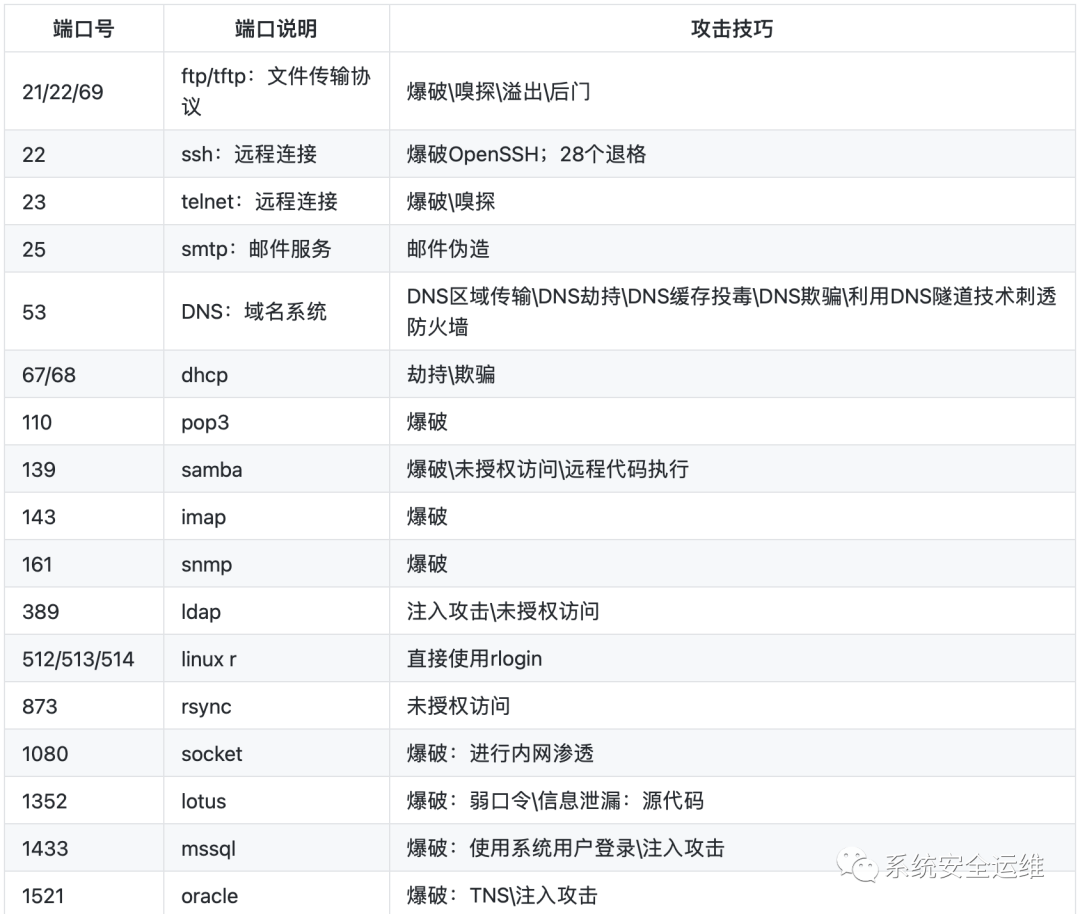 端口号 端口说明 攻击技巧
21/22/69 ftp/tftp：文件传输协 爆破\嗅探\溢出\后门
议
22 ssh：远程连接 爆破OpenSSH；28个退格
23 telnet：远程连接 爆破\嗅探
25 smtp：邮件服务 邮件伪造
53 DNS：域名系统 DNS区域传输\DNS劫持\DNS缓存投毒\DNS欺骗\利用DNS隧道技术刺透
防火墙
67/68 dhcp 劫持\欺骗
110 pop3 爆破
139 samba 爆破\未授权访问\远程代码执行
143 imap 爆破
161 snmp 爆破
389 ldap 注入攻击\未授权访问
512/513/514 linux r 直接使用rlogin
873 rsync 未授权访问
1080 socket 爆破：进行内网渗透
1352 lotus 爆破：弱口令\信息泄漏：源代码
1433 mssql 爆破：使用系统用户登录\注入攻击
系统安全运维
1521 oracle 爆破：TNS\注入攻击